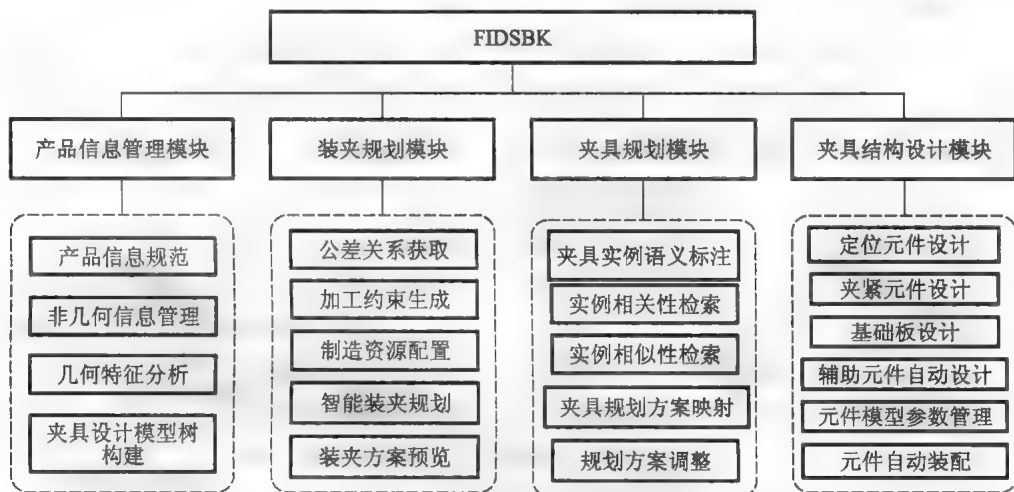 FIDSBK
产品信息管理模块
装夹规划模块
夹具规划模块
夹具结构设计模块
产品信息规范
非几何信息管理
几何特征分析
夹具设计模型树
构建
公差关系获取
加工约束生成
制造资源配置
智能装夹规划
装夹方案预览
夹具实例语义标注
实例相关性检索
实例相似性检索
夹具规划方案映射
规划方案调整
定位元件设计
夹紧元件设计
基础板设计
辅助元件自动设计
元件模型参数管理
元件自动装配